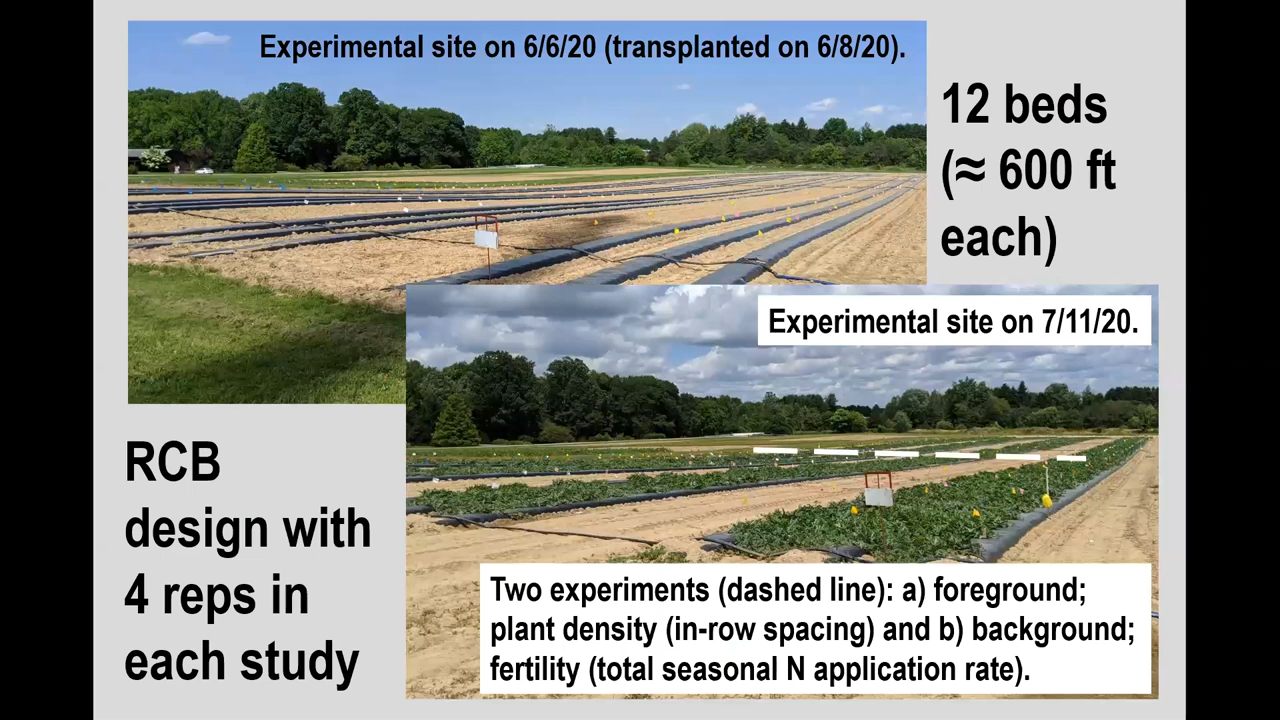 Experimental site on 6/6/20 (transplanted on 6/8/20).
12 beds
(≈ 600 ft
each)
Experimental site on 7/11/20.
RCB
design with
4 reps in
each study
Two experiments (dashed line): a) foreground;
plant density (in-row spacing) and b) background;
fertility (total seasonal N application rate).